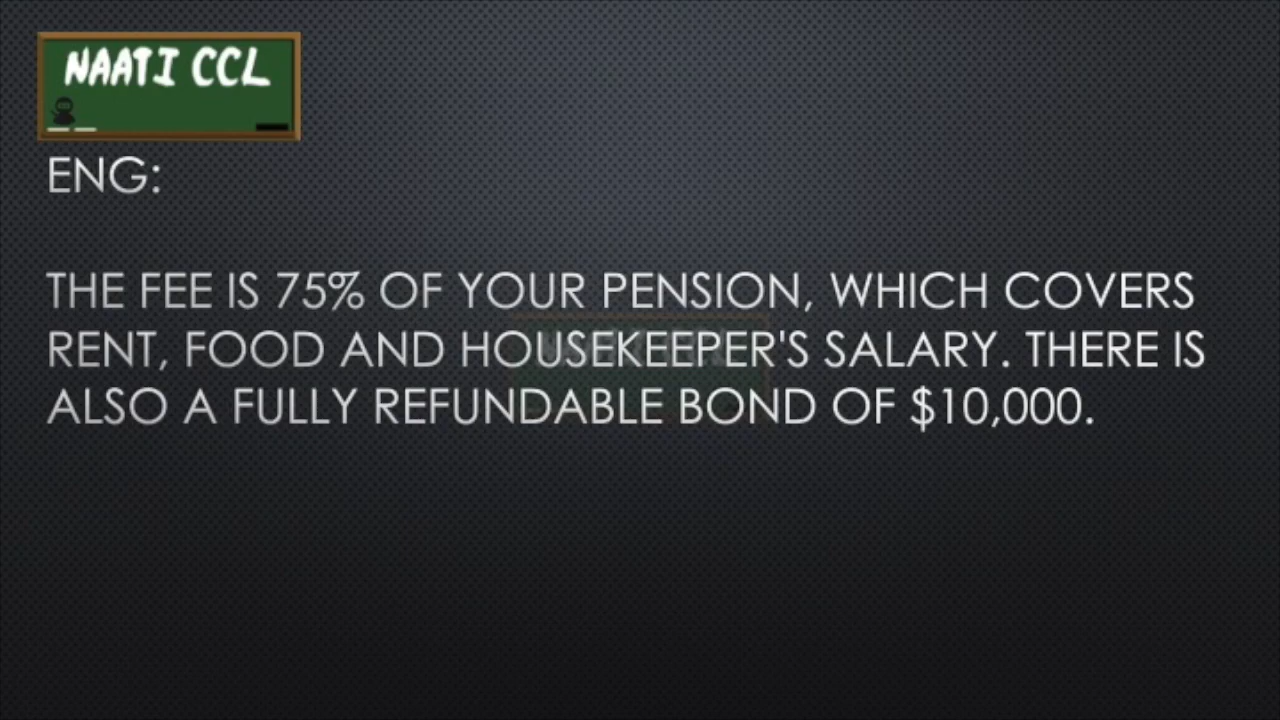 NAATI CCL
ENG:
THE FEE IS 75% OF YOUR PENSION, WHICH COVERS
RENT, FOOD AND HOUSEKEEPER'S SALARY. THERE IS
ALSO A FULLY REFUNDABLE BOND OF $10,000.